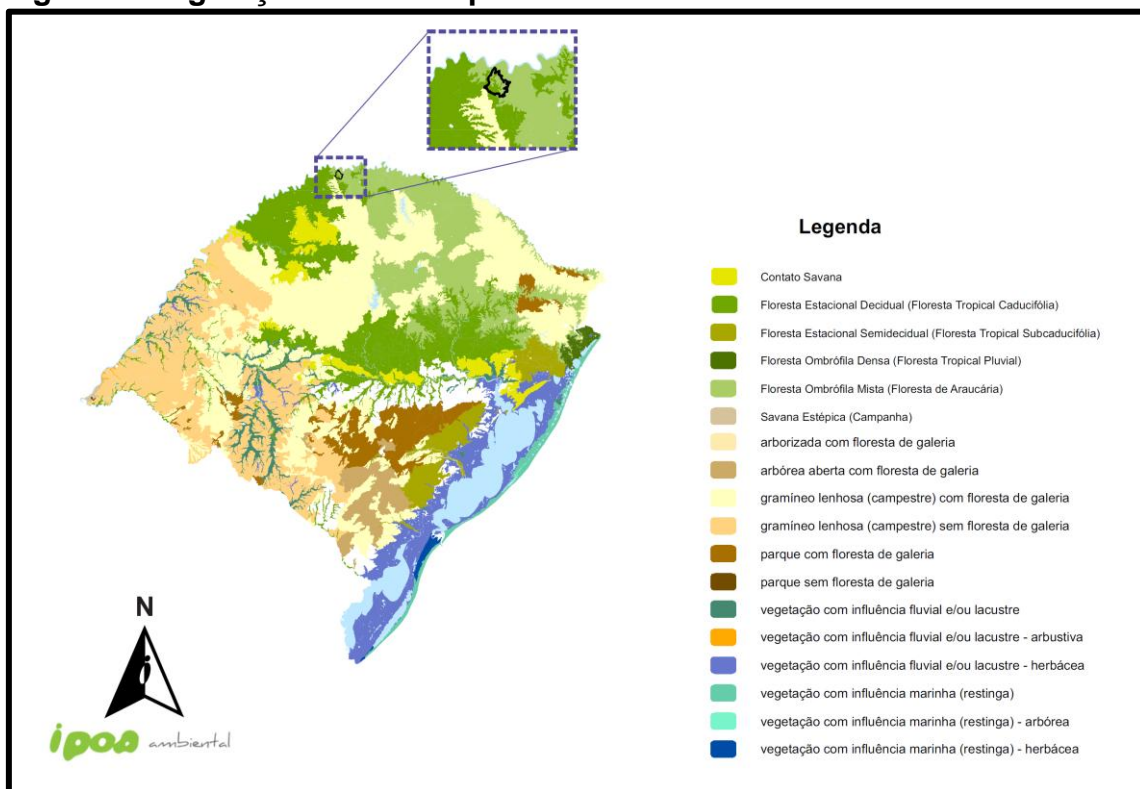 Legenda
Contato Savana
Floresta Estacional Decidual (Floresta Tropical Caducifólia)
Floresta Estacional Semidecidual (Floresta Tropical Subcaducifólia)
Floresta Ombrófila Densa (Floresta Tropical Pluvial)
Floresta Ombrófila Mista (Floresta de Araucária)
Savana Estépica (Campanha)
arborizada com floresta de galeria
arbórea aberta com floresta de galeria
gramíneo lenhosa (campestre) com floresta de galeria
gramíneo lenhosa (campestre) sem floresta de galeria
parque com floresta de galeria
parque sem floresta de galeria
vegetação com influência fluvial e/ou lacustre
vegetação com influência fluvial e/ou lacustre - arbustiva
vegetação com influência fluvial e/ou lacustre - herbácea
vegetação com influência marinha (restinga)
vegetação com influência marinha (restinga) - arbórea
vegetação com influência marinha (restinga) - herbácea
N
ipoa ambiental